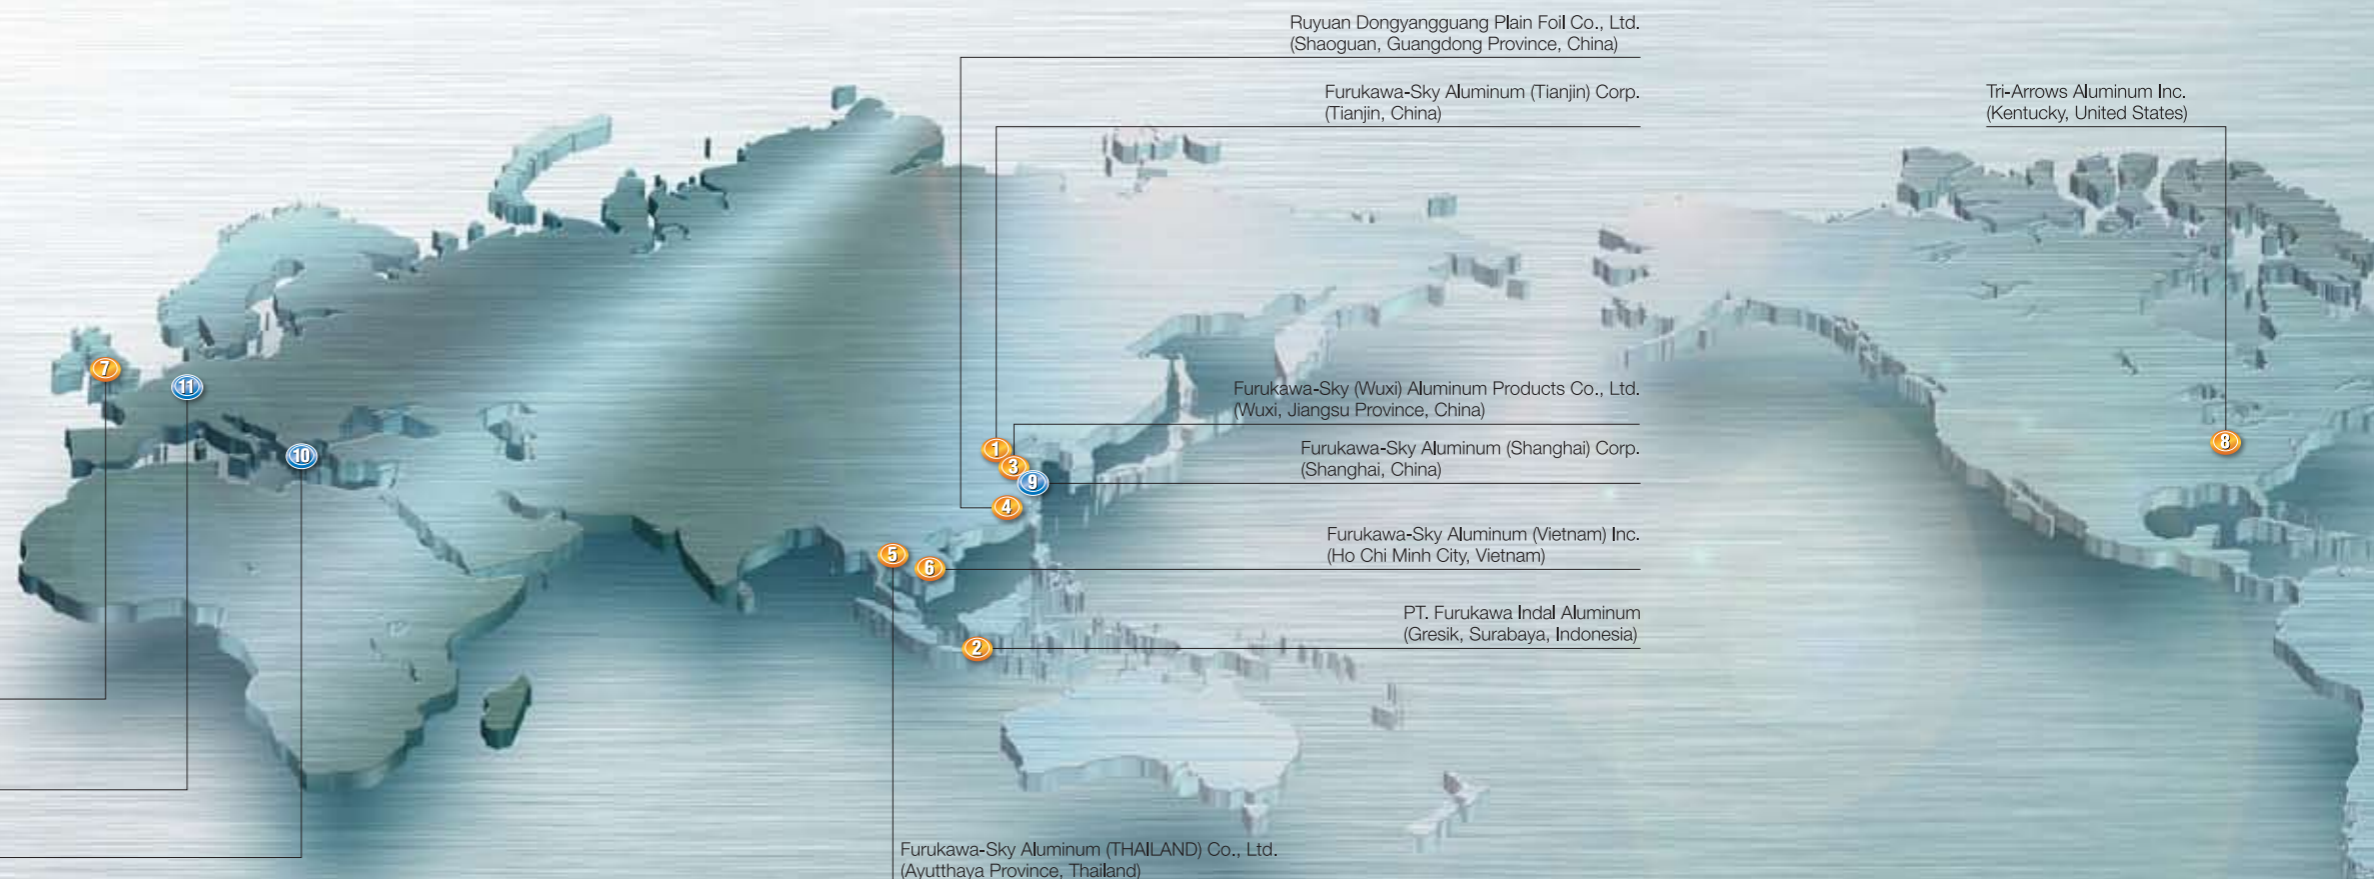 Ruyuan Dongyangguang Plain Foil Co., Ltd.
(Shaoguan, Guangdong Province, China)
Furukawa-Sky Aluminum (Tianjin) Corp.
(Tianjin, China)
Tri-Arrows Aluminum Inc.
(Kentucky, United States)
7
11
10
Furukawa-Sky (Wuxi) Aluminum Products Co., Ltd.
(Wuxi, Jiangsu Province, China)
1
3
9
4
8
Furukawa-Sky Aluminum (Shanghai) Corp.
(Shanghai, China)
5
6
Furukawa-Sky Aluminum (Vietnam) Inc.
(Ho Chi Minh City, Vietnam)
2
PT. Furukawa Indal Aluminum
(Gresik, Surabaya, Indonesia)
Furukawa-Sky Aluminum (THAILAND) Co., Ltd.
(Ayutthaya Province, Thailand)